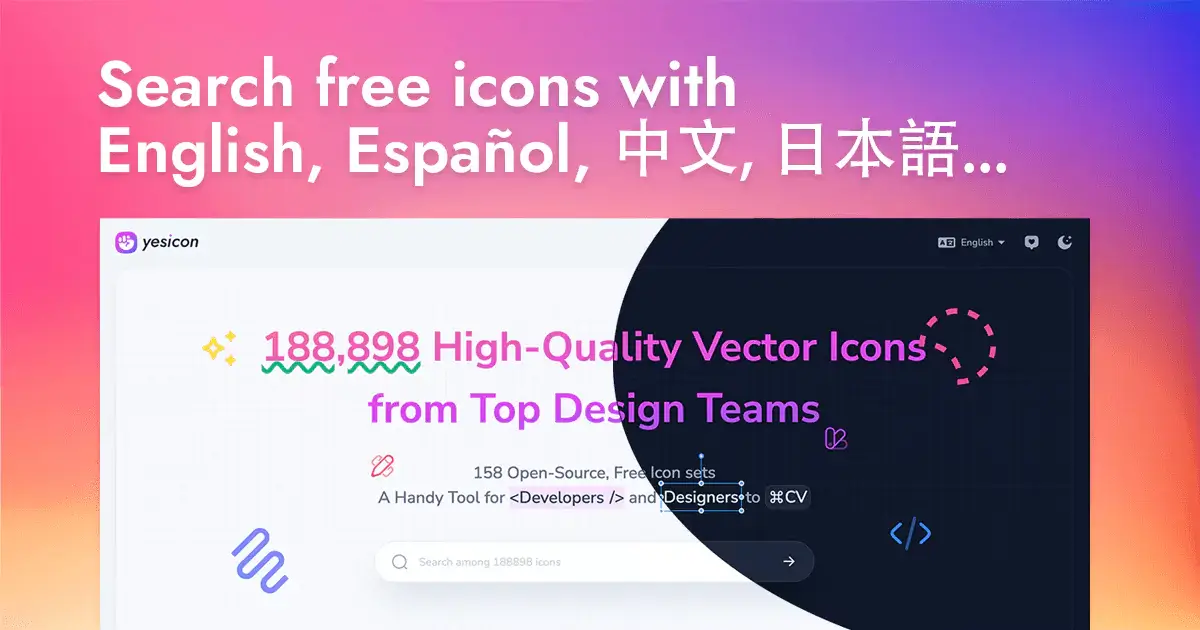 Search free icons with
English, Español, 中文, 日本語...
yesicon
English
188,898 High-Quality Vector Icons
from Top Design Teams
158 Open-Source, Free Icon sets
A Handy Tool for <Developers /> and Designers to ⌘CV
Search among 188898 icons